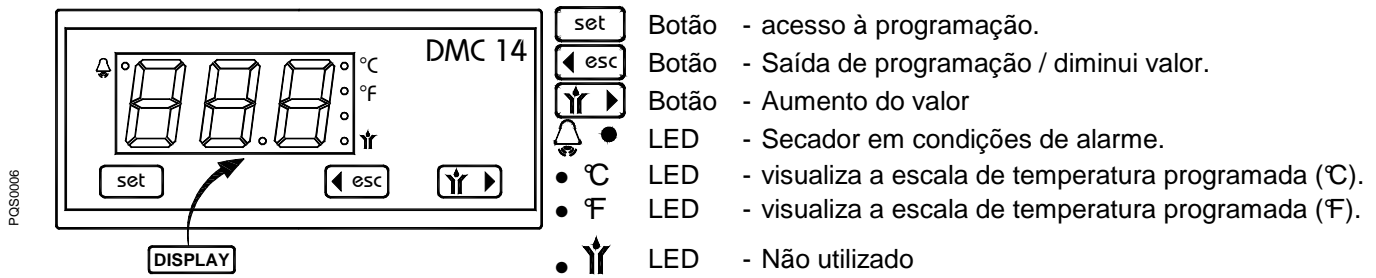 DMC 14
°C
°F
set
esc
DISPLAY
PQS0006
set Botão - acesso à programação.
esc Botão - Saída de programação / diminui valor.
Botão - Aumento do valor
LED - Secador em condições de alarme.
• °C LED - visualiza a escala de temperatura programada (°C).
• °F LED - visualiza a escala de temperatura programada (°F).
• LED - Não utilizado